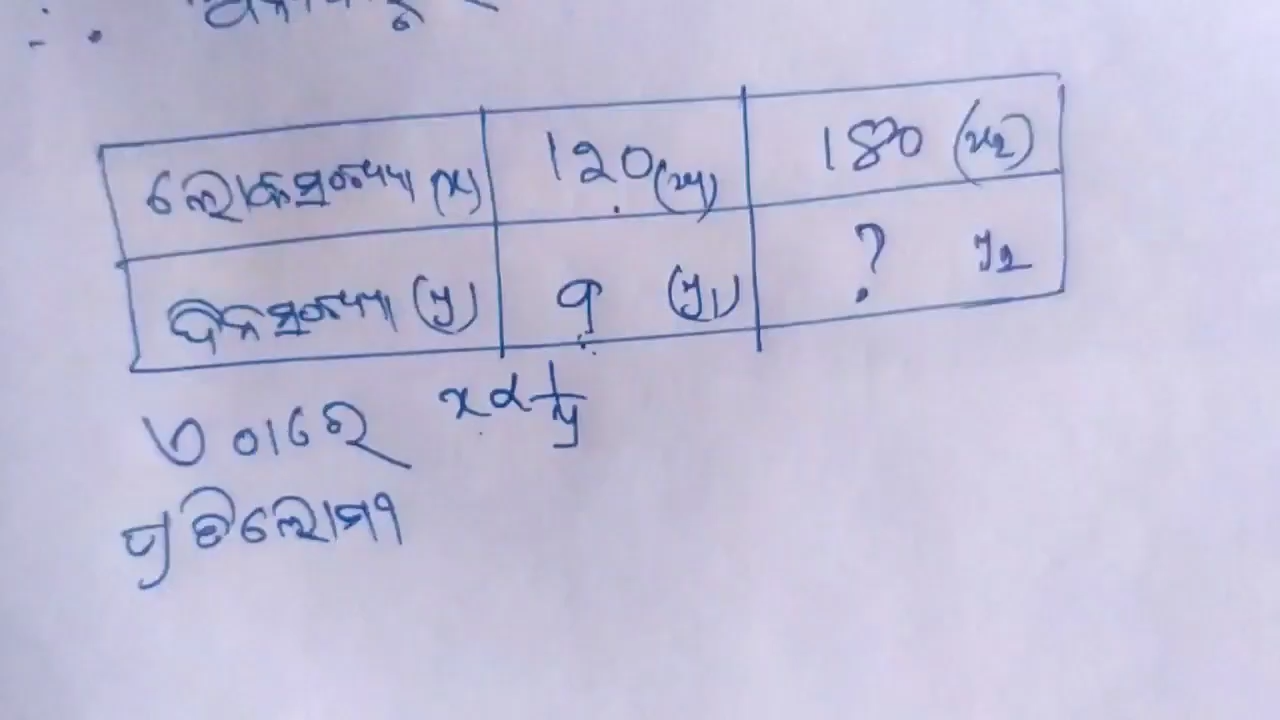 ଲୋକସଂଖ୍ୟା (x) 120 (x1) 180 (x2)
ଦିନସଂଖ୍ୟା (y) 9 (y1) ? y2
x α 1/y
ପ୍ରତିଲୋମୀ